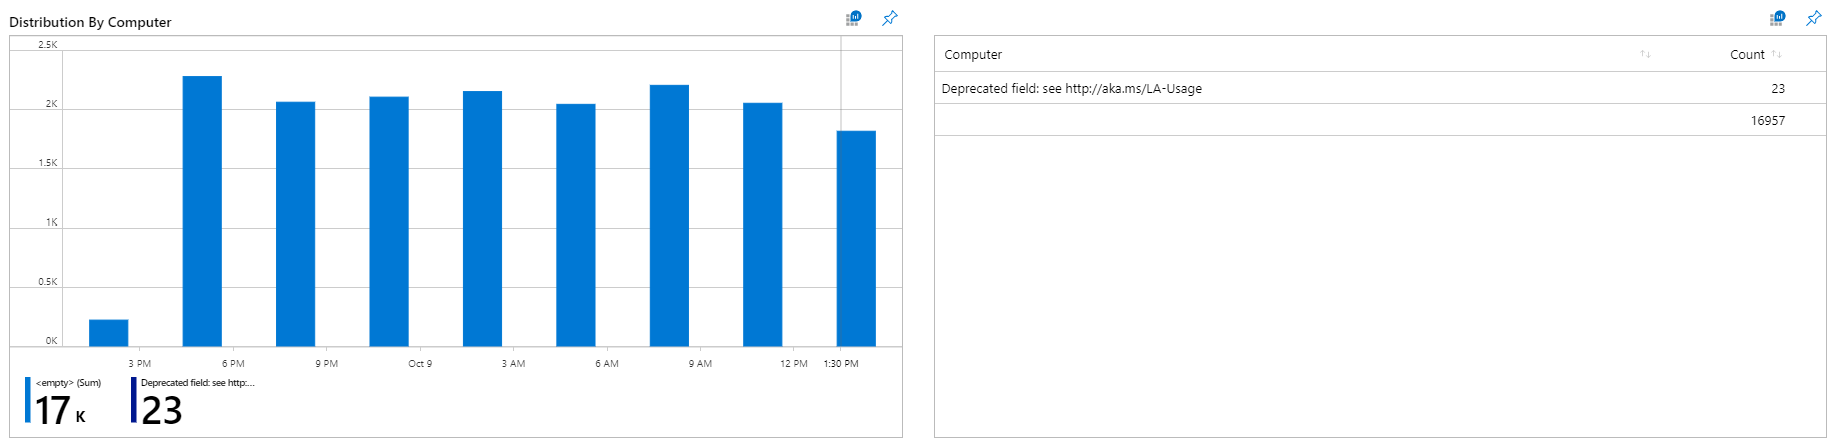 Distribution By Computer
2.5K
2K
1.5K
1K
0.5K
0K
3 PM 6 PM 9 PM Oct 9 3 AM 6 AM 9 AM 12 PM 1:30 PM
<empty> (Sum)
17 K
Deprecated field: see http:...
23
Computer Count
Deprecated field: see http://aka.ms/LA-Usage 23
16957